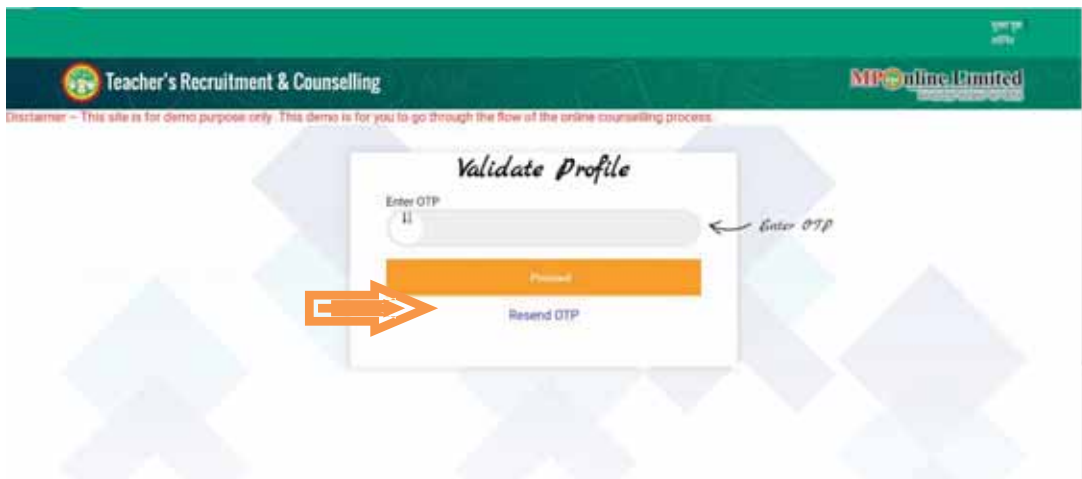 Teacher's Recruitment & Counselling
MPOnline Limited
Disclaimer – This site is for demo purpose only. This demo is for you to go through the flow of the online counselling process.
Validate Profile
Enter OTP
Enter OTP
Proceed
Resend OTP